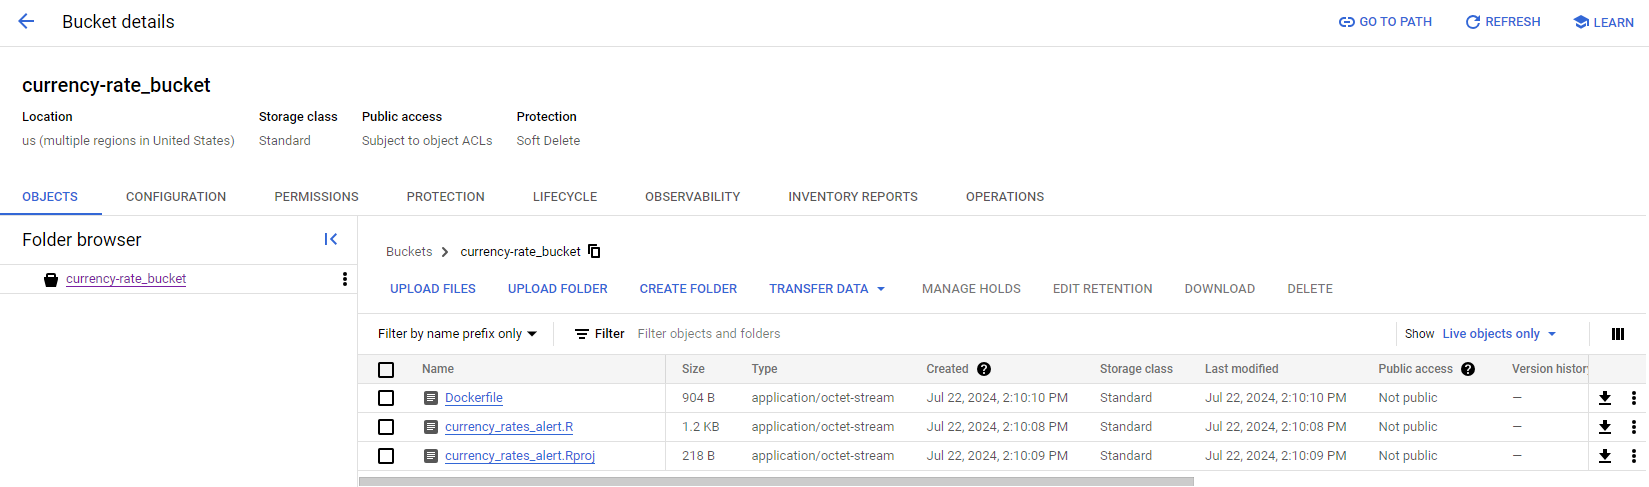 Bucket details
GO TO PATH
REFRESH
LEARN
currency-rate_bucket
Location Storage class Public access Protection
us (multiple regions in United States) Standard Subject to object ACLs Soft Delete
OBJECTS CONFIGURATION PERMISSIONS PROTECTION LIFECYCLE OBSERVABILITY INVENTORY REPORTS OPERATIONS
Folder browser
currency-rate_bucket
Buckets > currency-rate_bucket
UPLOAD FILES UPLOAD FOLDER CREATE FOLDER TRANSFER DATA MANAGE HOLDS EDIT RETENTION DOWNLOAD DELETE
Filter by name prefix only Filter Filter objects and folders Show Live objects only
Name Size Type Created Storage class Last modified Public access Version histor
Dockerfile 904 B application/octet-stream Jul 22, 2024, 2:10:10 PM Standard Jul 22, 2024, 2:10:10 PM Not public —
currency_rates_alert.R 1.2 KB application/octet-stream Jul 22, 2024, 2:10:08 PM Standard Jul 22, 2024, 2:10:08 PM Not public —
currency_rates_alert.Rproj 218 B application/octet-stream Jul 22, 2024, 2:10:09 PM Standard Jul 22, 2024, 2:10:09 PM Not public —